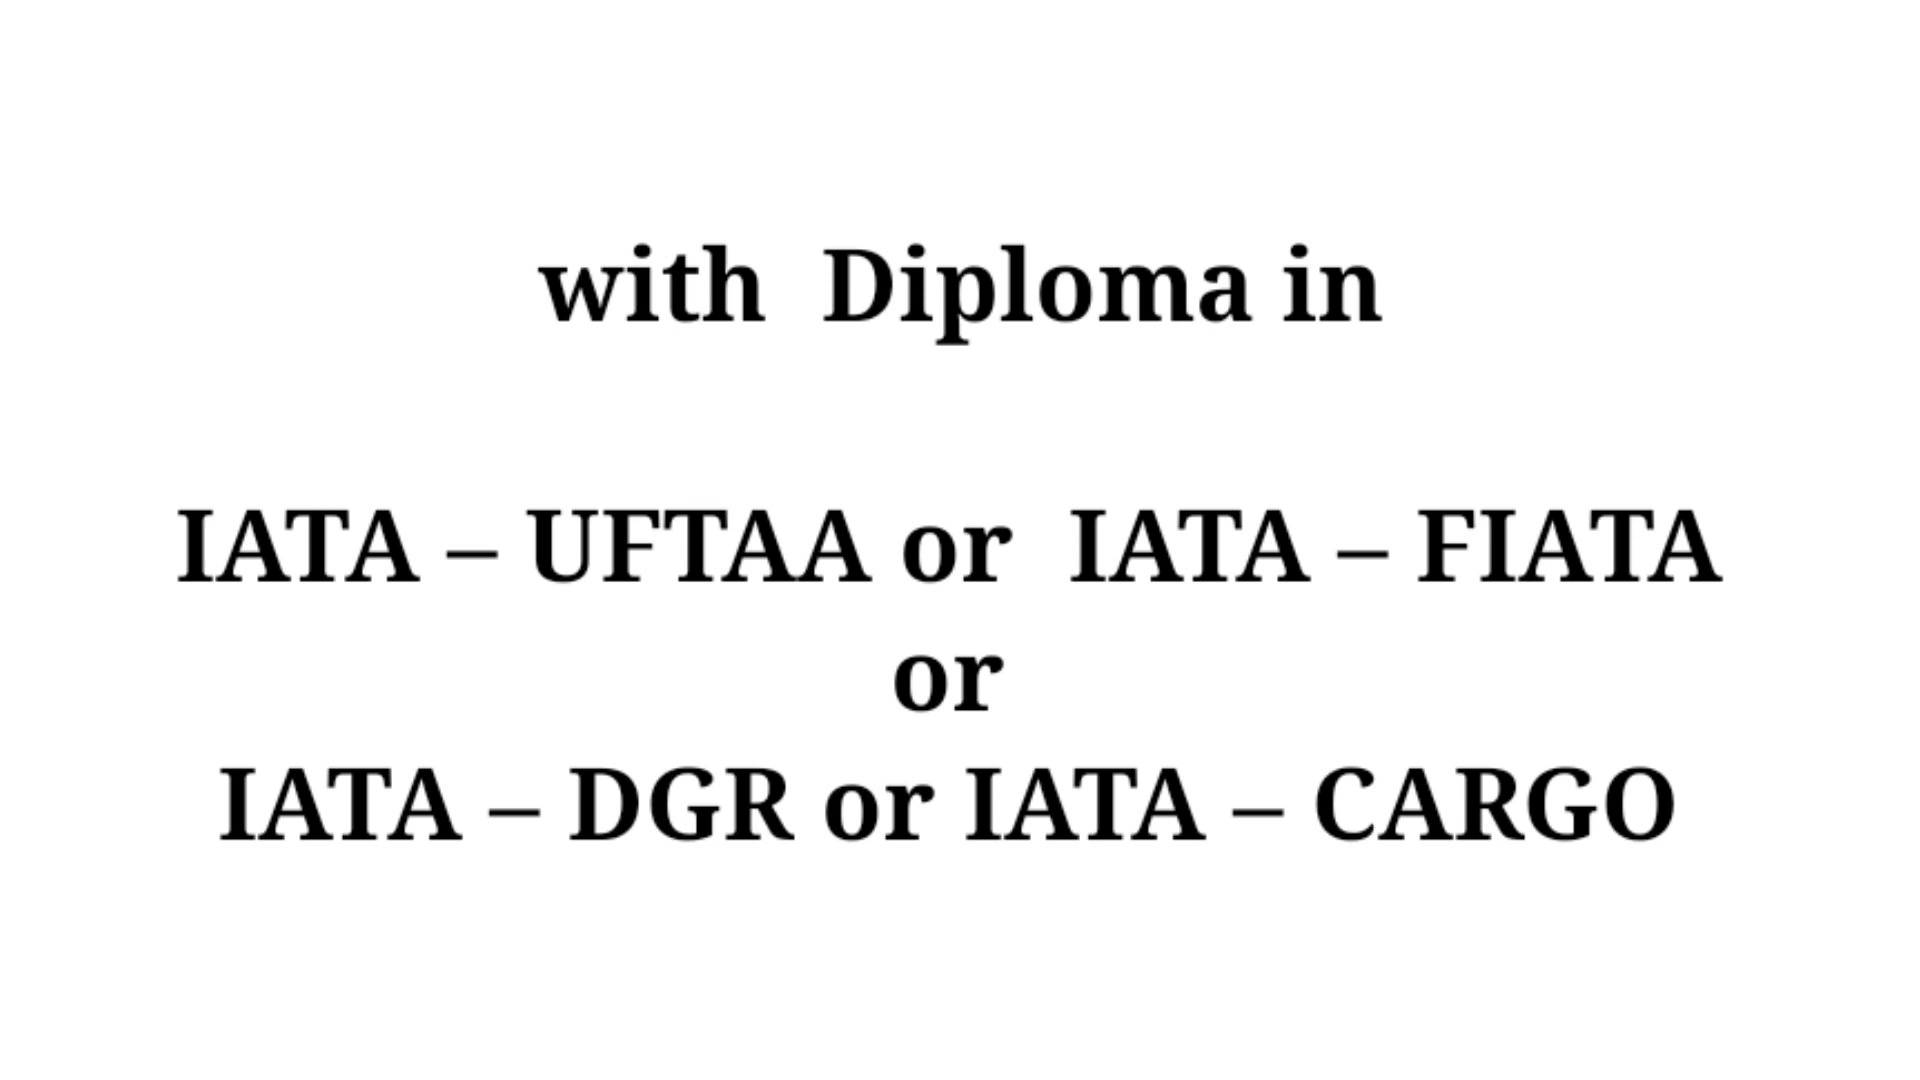 with  Diploma in
IATA – UFTAA or  IATA – FIATA
or
IATA – DGR or IATA – CARGO